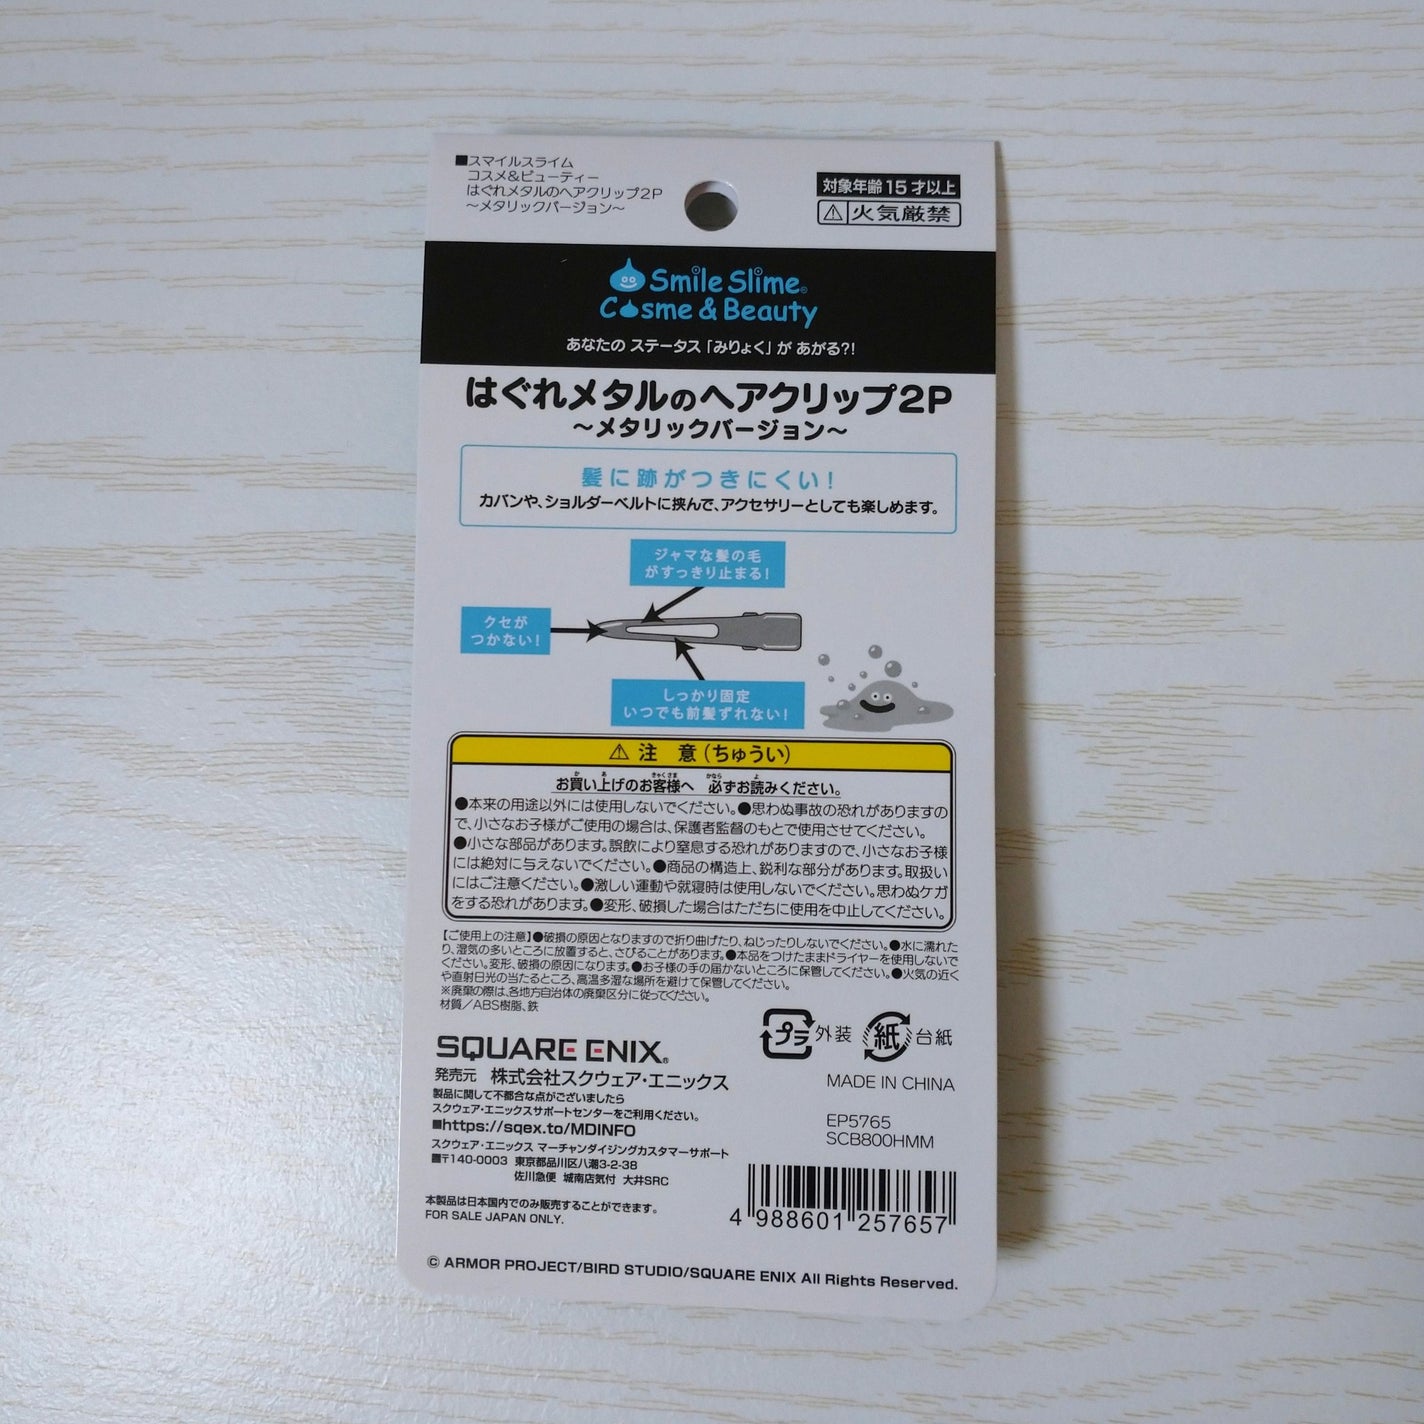 ■スマイルスライム
コスメ&ビューティー
はぐれメタルのヘアクリップ2P
～メタリックバージョン～
対象年齢15才以上
⚠火気厳禁
Smile Slime®
Cosme & Beauty
あなたの ステータス「みりょく」が あがる?!
はぐれメタルのヘアクリップ2P
～メタリックバージョン～
髪に跡がつきにくい!
カバンや、ショルダーベルトに挟んで、アクセサリーとしても楽しめます。
ジャマな髪の毛
がすっきり止まる!
クセが
つかない!
しっかり固定
いつでも前髪ずれない!
⚠注 意(ちゅうい)
お買い上げのお客様へ 必ずお読みください。
●本来の用途以外には使用しないでください。●思わぬ事故の恐れがありますの
で、小さなお子様がご使用の場合は、保護者監督のもとで使用させてください。
●小さな部品があります。誤飲により窒息する恐れがありますので、小さなお子様
には絶対に与えないでください。●商品の構造上、鋭利な部分があります。取扱い
にはご注意ください。●激しい運動や就寝時は使用しないでください。思わぬケガ
をする恐れがあります。●変形、破損した場合はただちに使用を中止してください。
【ご使用上の注意】●破損の原因となりますので折り曲げたり、ねじったりしないでください。●水に濡れた
り、湿気の多いところに放置すると、さびることがあります。●本品をつけたままドライヤーを使用しないで
ください。変形、破損の原因になります。●お子様の手の届かないところに保管してください。●火気の近く
や直射日光の当たるところ、高温多湿な場所を避けて保管してください。
※廃棄の際は、各地方自治体の廃棄区分に従ってください。
材質／ABS樹脂、鉄
プラ 外装 紙 台紙
SQUARE ENIX®
発売元 株式会社スクウェア・エニックス
MADE IN CHINA
製品に関して不都合な点がございましたら
スクウェア・エニックスサポートセンターをご利用ください。
■https://sqex.to/MDINFO
EP5765
SCB800HMM
スクウェア・エニックス マーチャンダイジングカスタマーサポート
■〒140-0003 東京都品川区八潮3-2-38
佐川急便 城南店気付 大井SRC
本製品は日本国内でのみ販売することができます。
FOR SALE JAPAN ONLY.
4 988601 257657
© ARMOR PROJECT/BIRD STUDIO/SQUARE ENIX All Rights Reserved.